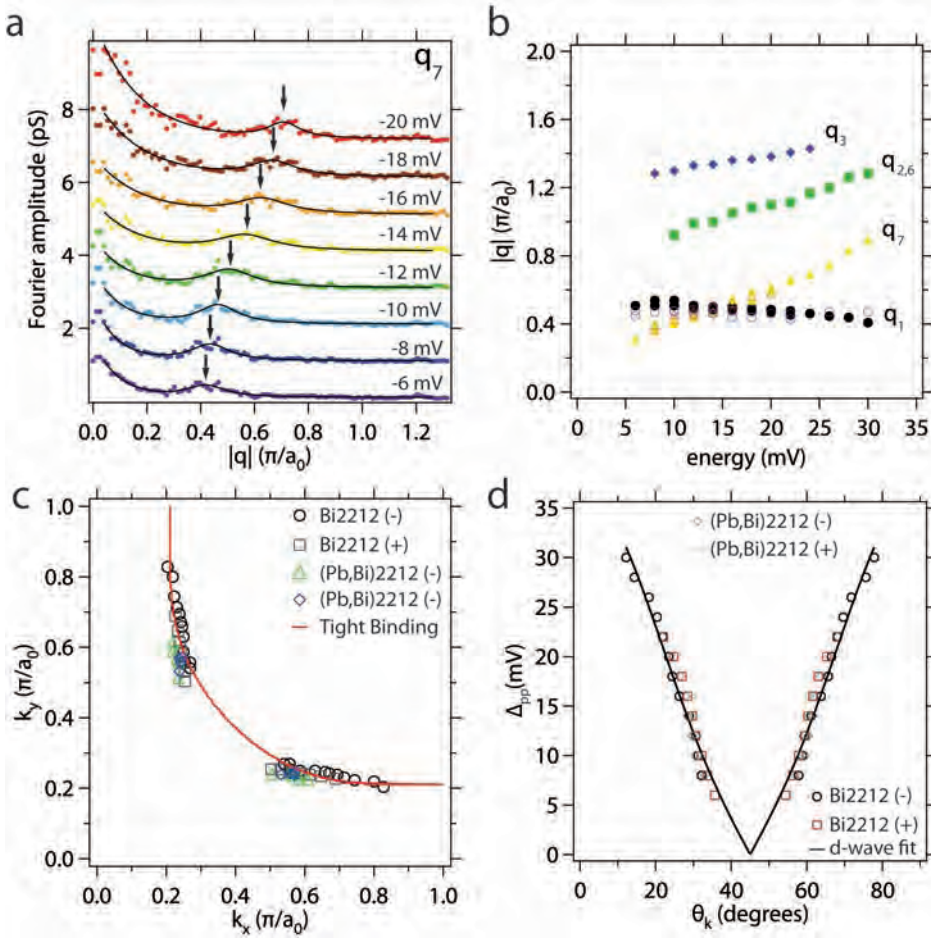 a
q7
Fourier amplitude (pS)
8
6
4
2
-20 mV
-18 mV
-16 mV
-14 mV
-12 mV
-10 mV
-8 mV
-6 mV
0.0 0.2 0.4 0.6 0.8 1.0 1.2
|q| (π/a0)
b
|q| (π/a0)
2.0
1.6
1.2
0.8
0.4
0.0
q3
q2,6
q7
q1
0 5 10 15 20 25 30
energy (mV)
c
ky (π/a0)
1.0
0.8
0.6
0.4
0.2
0.0
Bi2212 (-)
Bi2212 (+)
(Pb,Bi)2212 (-)
(Pb,Bi)2212 (-)
Tight Binding
0.0 0.2 0.4 0.6 0.8 1.0
kx (π/a0)
d
Δpp(mV)
35
30
25
20
15
10
5
0
(Pb,Bi)2212 (-)
(Pb,Bi)2212 (+)
Bi2212 (-)
Bi2212 (+)
d-wave fit
0 20 40 60 80
θk (degrees)